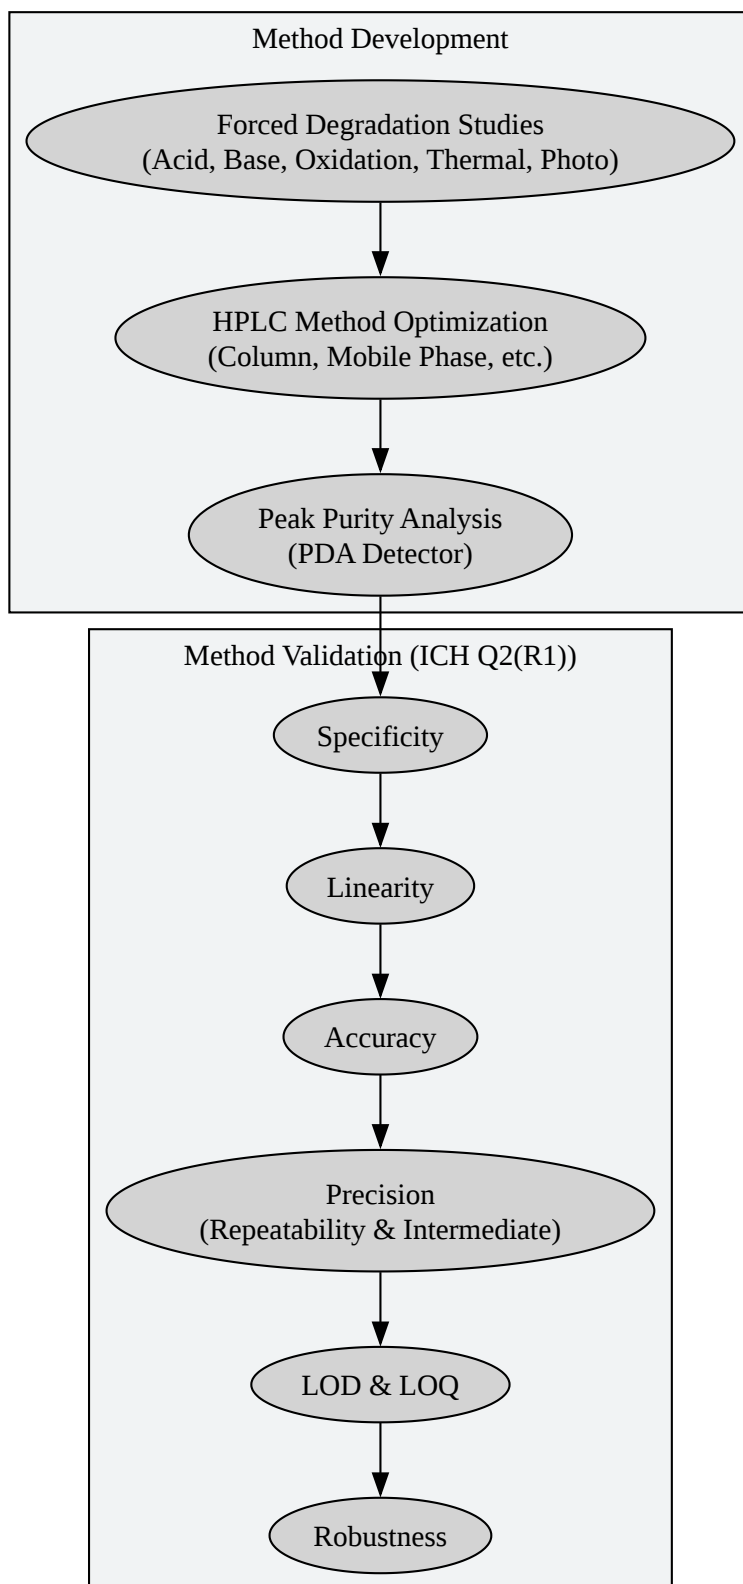 Method Development
Forced Degradation Studies
(Acid, Base, Oxidation, Thermal, Photo)
HPLC Method Optimization
(Column, Mobile Phase, etc.)
Peak Purity Analysis
(PDA Detector)
Method Validation (ICH Q2(R1))
Specificity
Linearity
Accuracy
Precision
(Repeatability & Intermediate)
LOD & LOQ
Robustness